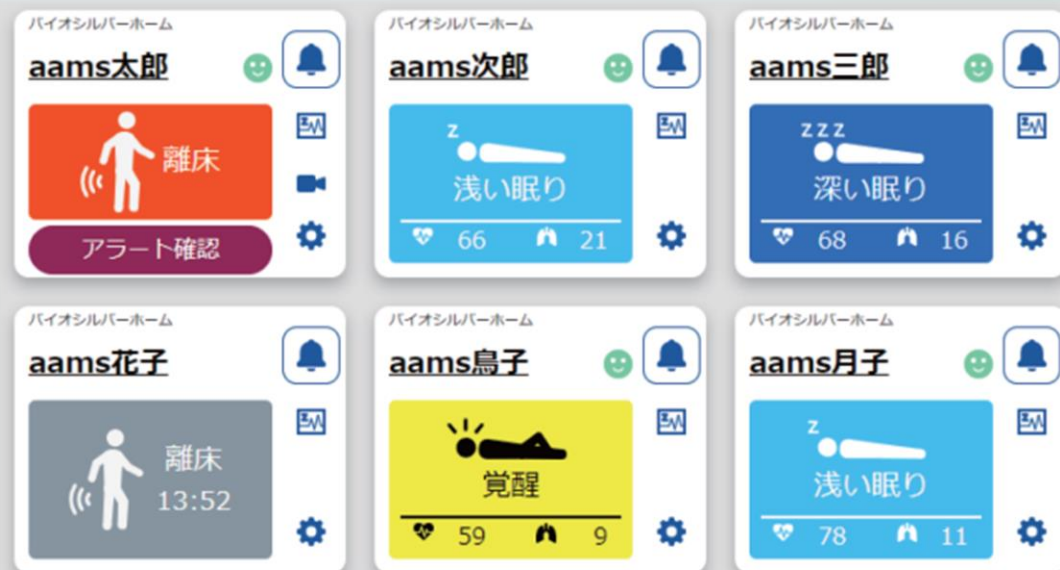 バイオシルバーホーム
aams太郎
離床
アラート確認
バイオシルバーホーム
aams次郎
z
浅い眠り
66 21
バイオシルバーホーム
aams三郎
z z z
深い眠り
68 16
バイオシルバーホーム
aams花子
離床
13:52
バイオシルバーホーム
aams鳥子
覚醒
59 9
バイオシルバーホーム
aams月子
z
浅い眠り
78 11